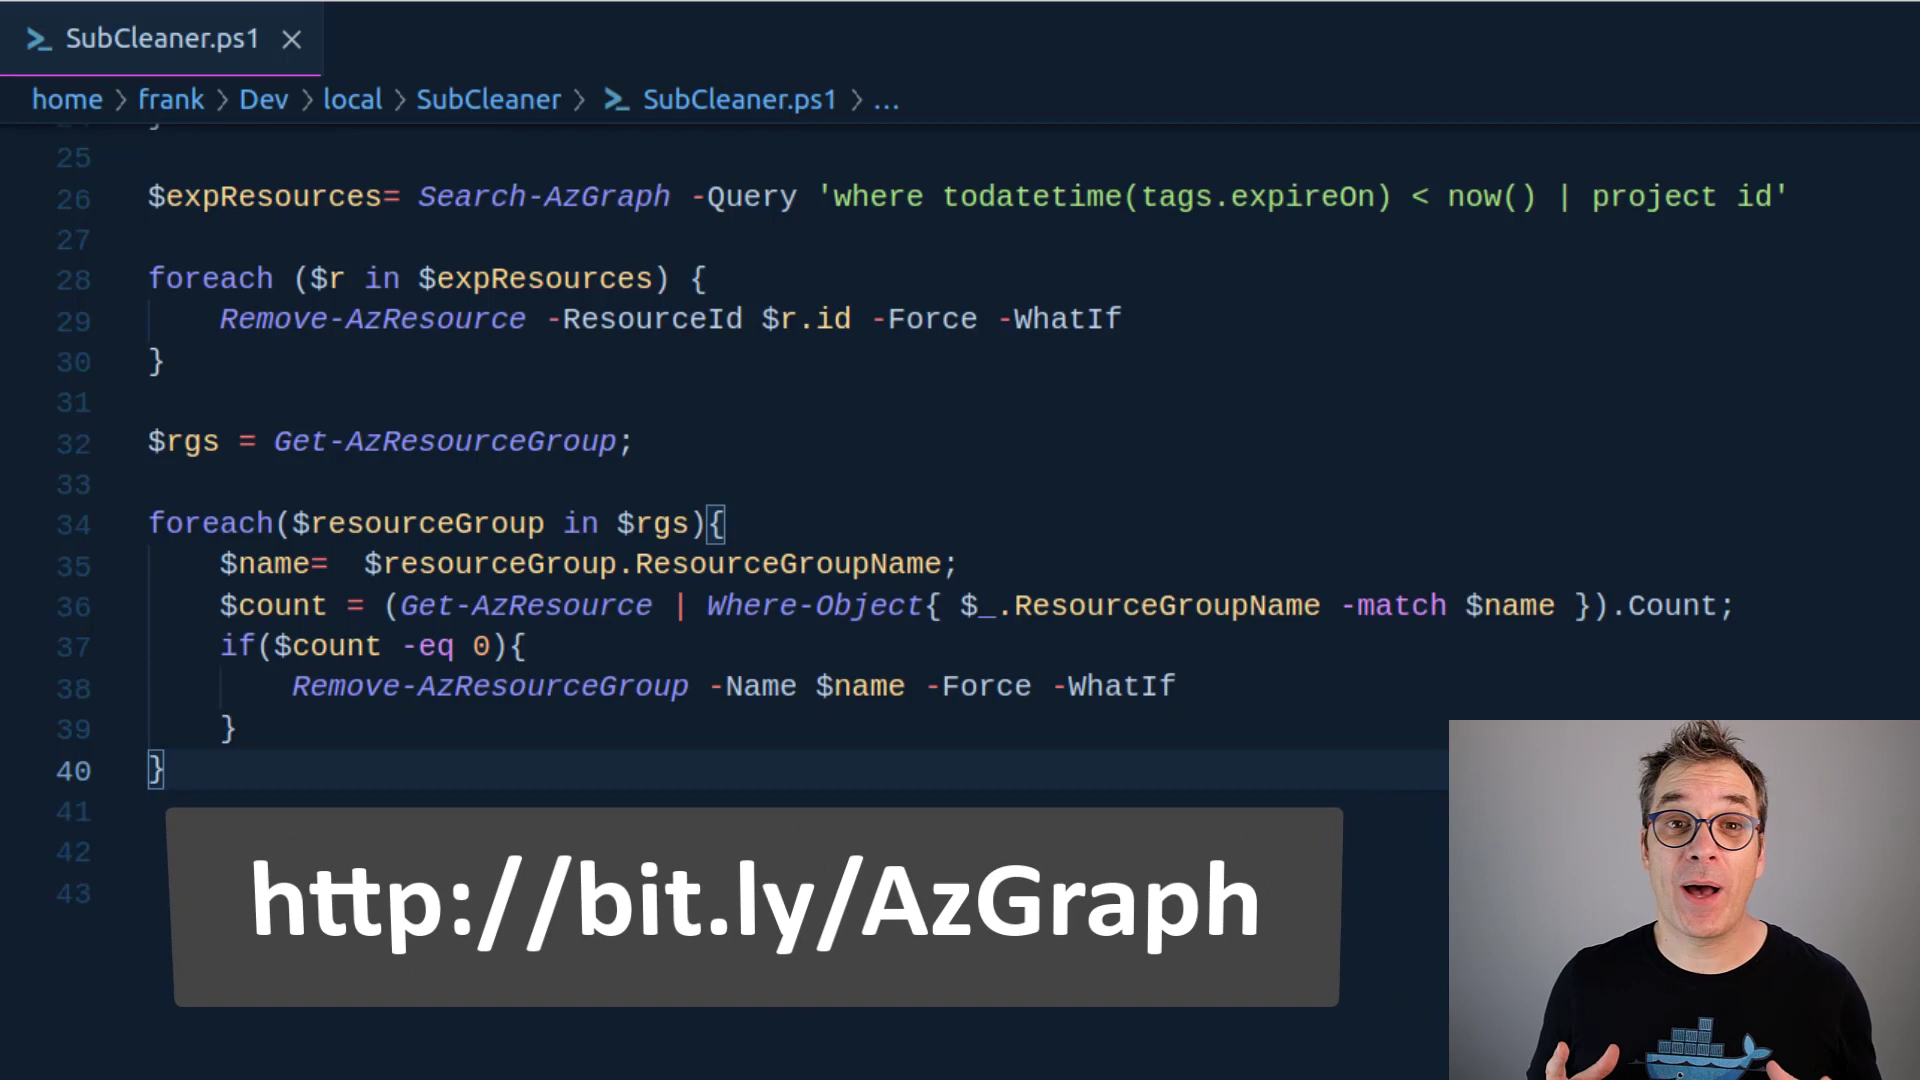 SubCleaner.ps1
home > frank > Dev > local > SubCleaner > SubCleaner.ps1 > ...
25
26 $expResources= Search-AzGraph -Query 'where todatetime(tags.expireOn) < now() | project id'
27
28 foreach ($r in $expResources) {
29 Remove-AzResource -ResourceId $r.id -Force -WhatIf
30 }
31
32 $rgs = Get-AzResourceGroup;
33
34 foreach($resourceGroup in $rgs){
35 $name=  $resourceGroup.ResourceGroupName;
36 $count = (Get-AzResource | Where-Object{ $_.ResourceGroupName -match $name }).Count;
37 if($count -eq 0){
38 Remove-AzResourceGroup -Name $name -Force -WhatIf
39 }
40 }
41
42
43
http://bit.ly/AzGraph